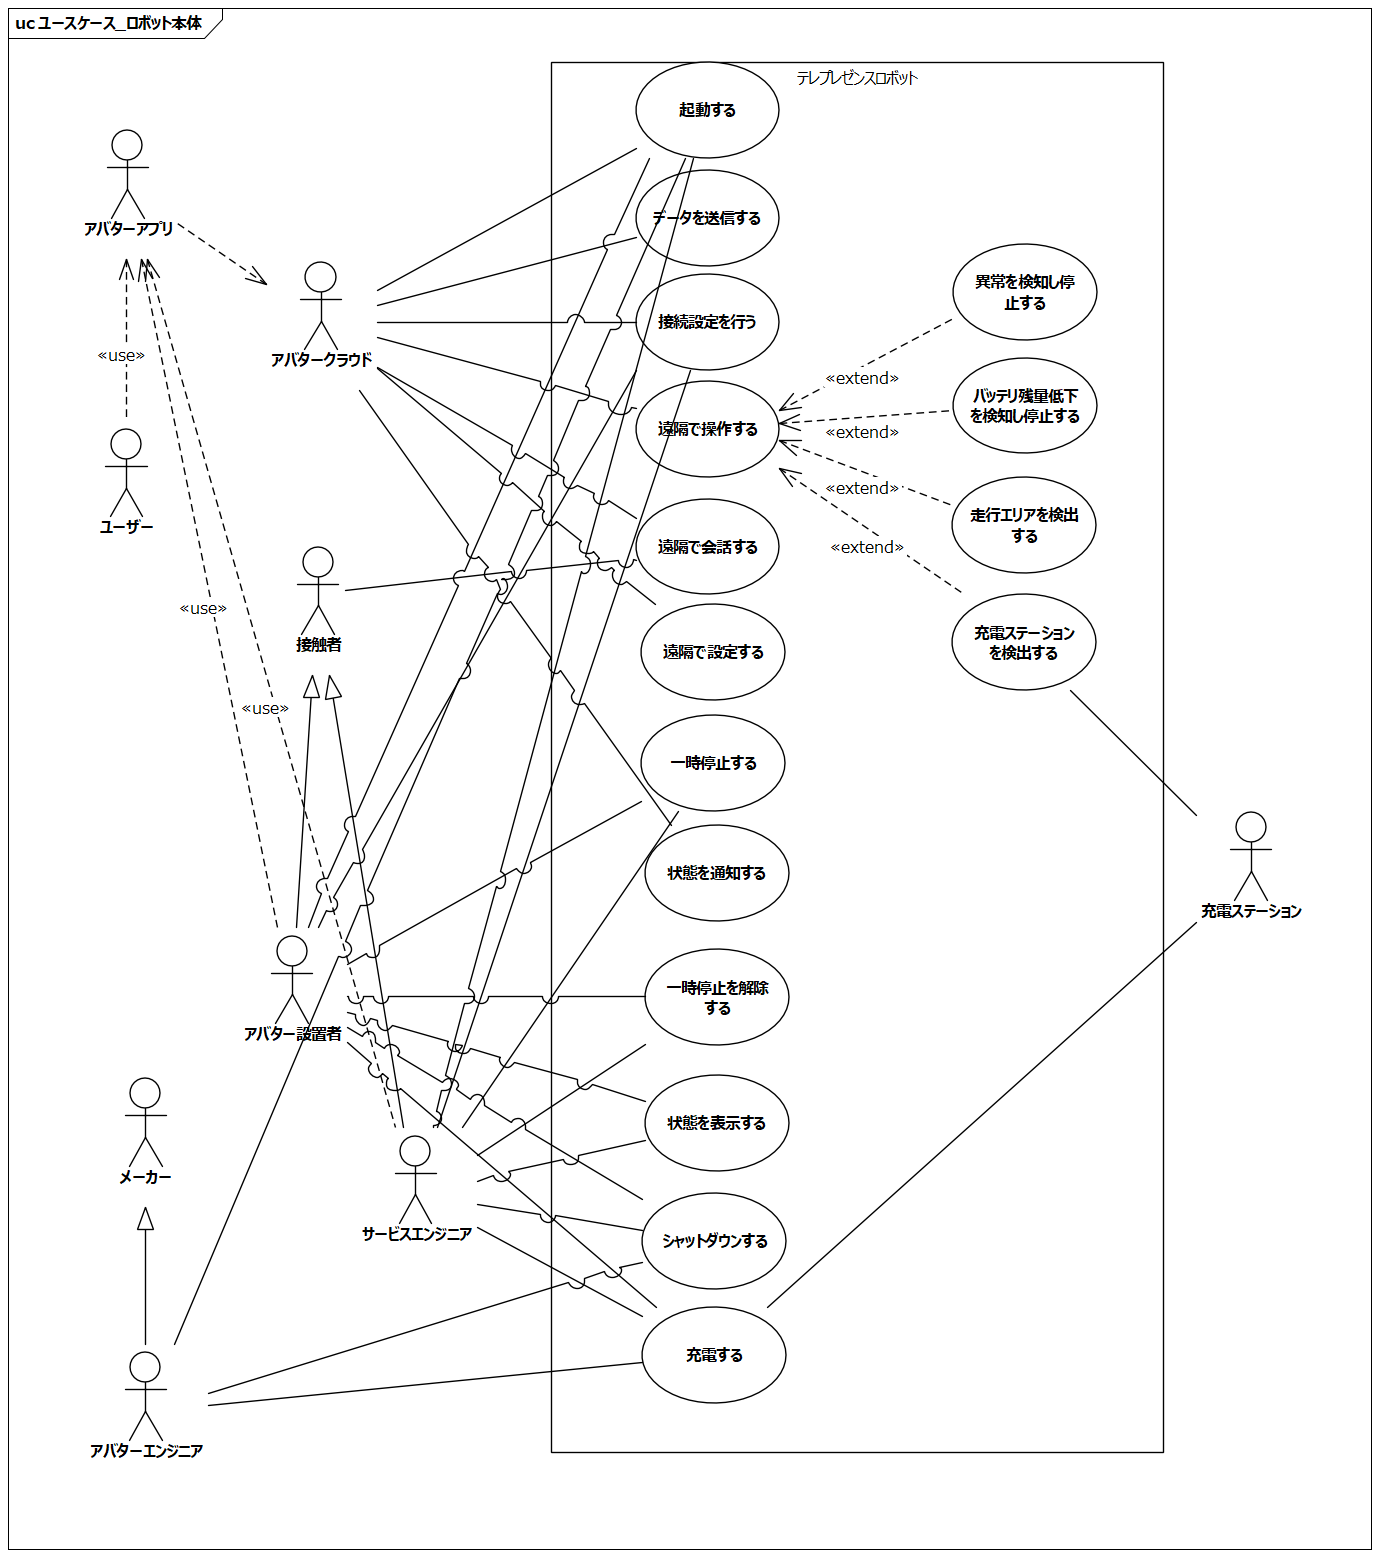 uc ユースケース_ロボット本体
テレプレゼンスロボット
起動する
アバターアプリ
データを送信する
異常を検知し停
止する
接続設定を行う
アバタークラウド
«use»
«extend»
バッテリ残量低下
を検知し停止する
遠隔で操作する
«extend»
«extend»
走行エリアを検出
する
ユーザー
遠隔で会話する
«extend»
«use»
接触者
充電ステーション
を検出する
遠隔で設定する
«use»
一時停止する
状態を通知する
充電ステーション
一時停止を解除
する
アバター設置者
状態を表示する
メーカー
サービスエンジニア
シャットダウンする
充電する
アバターエンジニア